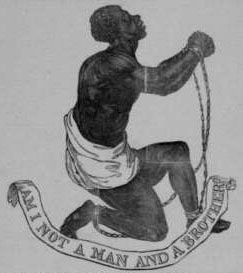 AM I NOT A MAN AND A BROTHER?